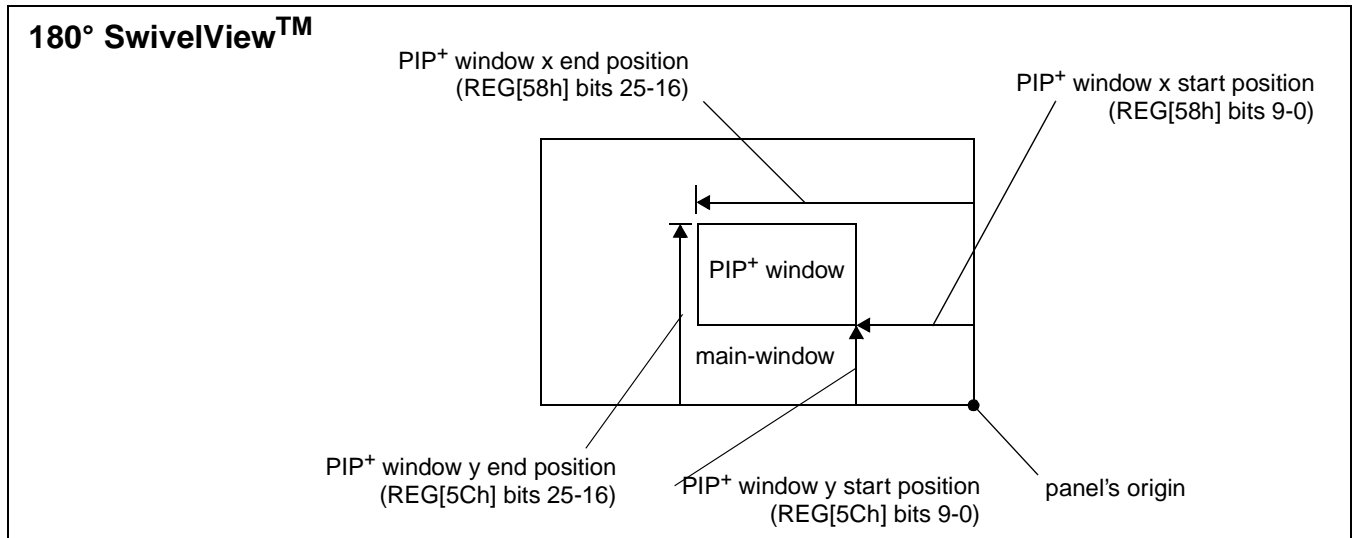 180° SwivelView™
PIP+ window x end position
(REG[58h] bits 25-16)
PIP+ window x start position
(REG[58h] bits 9-0)
PIP+ window
main-window
PIP+ window y end position
(REG[5Ch] bits 25-16)
PIP+ window y start position
(REG[5Ch] bits 9-0)
panel's origin